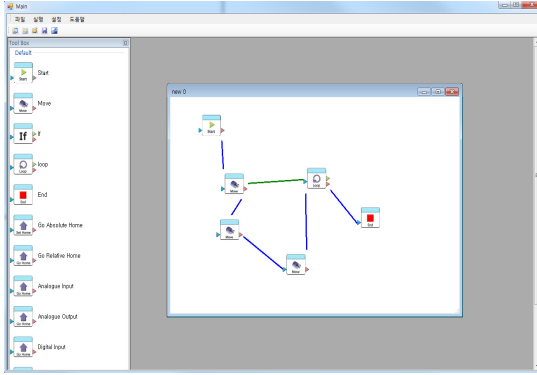 Main
파일 실행 설정 도움말
Tool Box
Default
Start
Start
Move
Move
If
If
Loop
loop
End
End
Set Home
Go Absolute Home
Go Home
Go Relative Home
Go Home
Analogue Input
Go Home
Analogue Output
Go Home
Digital Input
new 0
Start
Move
Loop
Move
End
Move